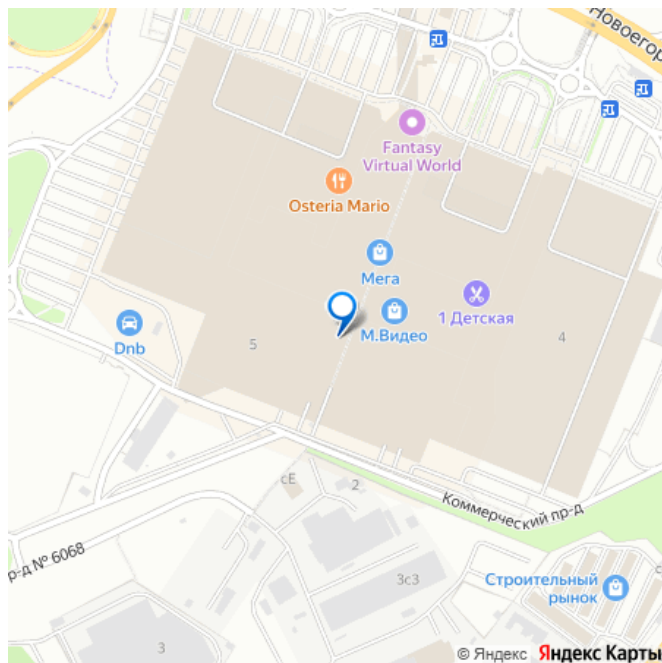 Новоегор
Fantasy
Virtual World
Osteria Mario
Мега
1 Детская
М.Видео
Dnb
5
4
сЕ
2
Коммерческий пр-д
р-д № 6068
3с3
Строительный
рынок
с
3
© Яндекс Яндекс Карты